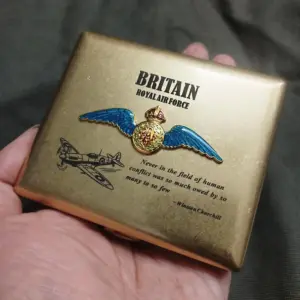 BRITAIN
ROYAL AIR FORCE
Never in the field of human
conflict was so much owed by so
many to so few
—Winston Churchill